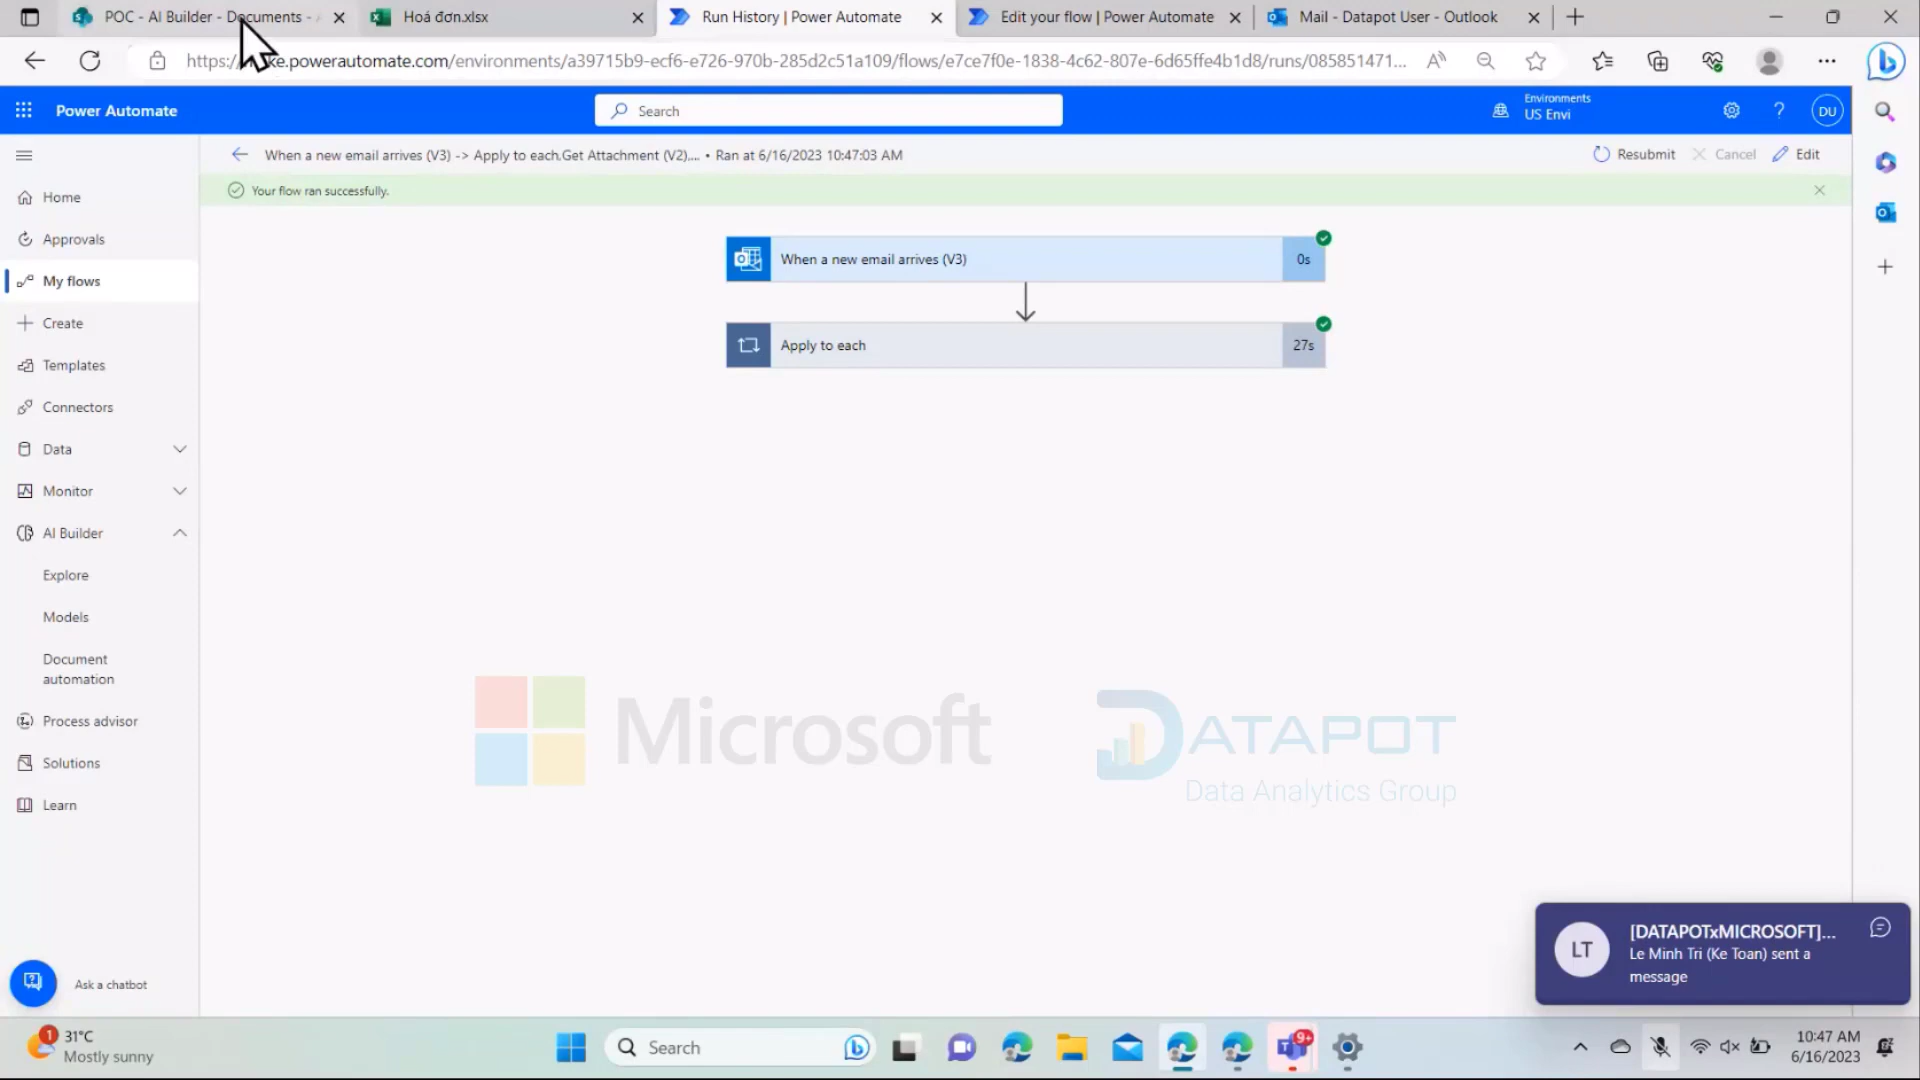 POC - AI Builder - Documents - A
Hoá đơn.xlsx
Run History | Power Automate
Edit your flow | Power Automate
Mail - Datapot User - Outlook
.powerautomate.com/environments/a39715b9-ecf6-e726-970b-285d2c51a109/flows/e7ce7f0e-1838-4c62-807e-6d65ffe4b1d8/runs/085851471...
Power Automate
Search
Environments
US Envi
DU
When a new email arrives (V3) -> Apply to each,Get Attachment (V2),... • Ran at 6/16/2023 10:47:03 AM
Resubmit
Cancel
Edit
Your flow ran successfully.
Home
Approvals
My flows
Create
Templates
Connectors
Data
Monitor
AI Builder
Explore
Models
Document
automation
Process advisor
Solutions
Learn
Ask a chatbot
When a new email arrives (V3)
0s
Apply to each
27s
Microsoft
DATAPOT
Data Analytics Group
LT
[DATAPOTxMICROSOFT]...
Le Minh Tri (Ke Toan) sent a
message
1
31°C
Mostly sunny
Search
9+
10:47 AM
6/16/2023